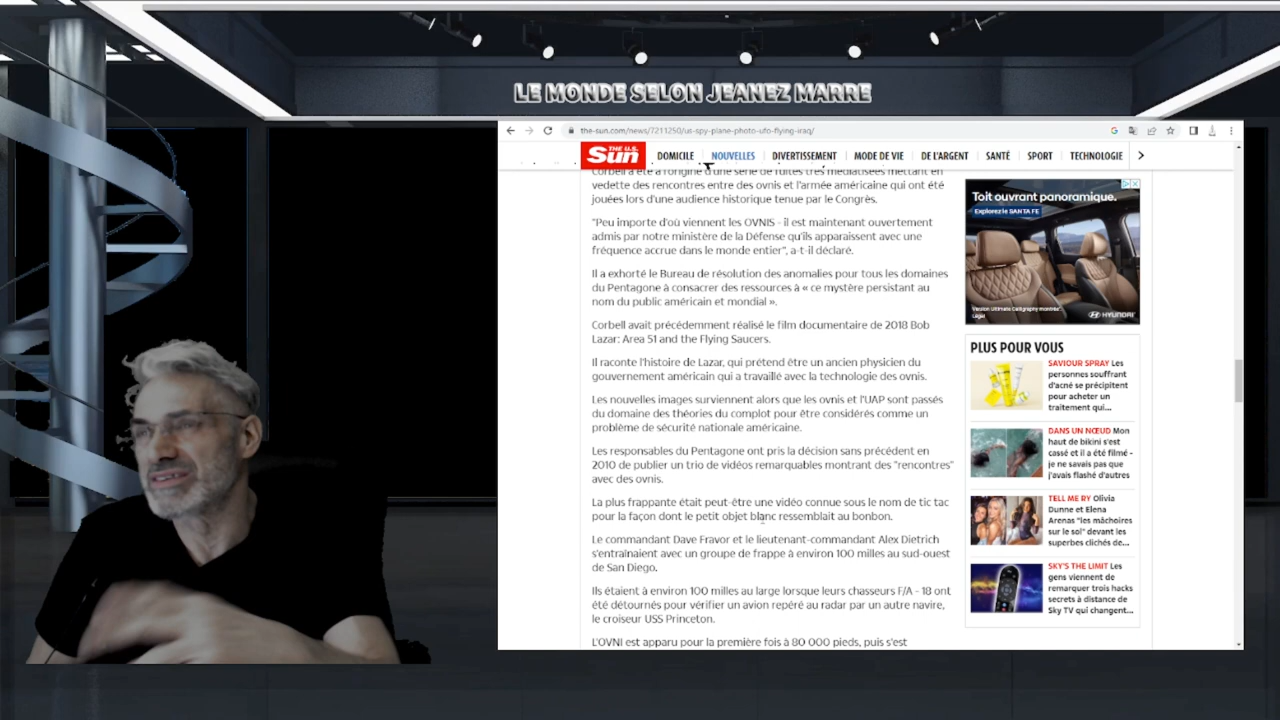 LE MONDE SELON JEANEZ MARRE
the-sun.com/news/7211250/us-spy-plane-photo-ufo-flying-iraq/
THE U.S. Sun
DOMICILE NOUVELLES DIVERTISSEMENT MODE DE VIE DE L'ARGENT SANTÉ SPORT TECHNOLOGIE
Corbell a été à l'origine d'une série de fuites très médiatisées mettant en
vedette des rencontres entre des ovnis et l'armée américaine qui ont été
jouées lors d'une audience historique tenue par le Congrès.
"Peu importe d'où viennent les OVNIS - il est maintenant ouvertement
admis par notre ministère de la Défense qu'ils apparaissent avec une
fréquence accrue dans le monde entier", a-t-il déclaré.
Il a exhorté le Bureau de résolution des anomalies pour tous les domaines
du Pentagone à consacrer des ressources à « ce mystère persistant au
nom du public américain et mondial ».
Corbell avait précédemment réalisé le film documentaire de 2018 Bob
Lazar: Area 51 and the Flying Saucers.
Il raconte l'histoire de Lazar, qui prétend être un ancien physicien du
gouvernement américain qui a travaillé avec la technologie des ovnis.
Les nouvelles images surviennent alors que les ovnis et l'UAP sont passés
du domaine des théories du complot pour être considérés comme un
problème de sécurité nationale américaine.
Les responsables du Pentagone ont pris la décision sans précédent en
2010 de publier un trio de vidéos remarquables montrant des "rencontres"
avec des ovnis.
La plus frappante était peut-être une vidéo connue sous le nom de tic tac
pour la façon dont le petit objet blanc ressemblait au bonbon.
Le commandant Dave Fravor et le lieutenant-commandant Alex Dietrich
s'entraînaient avec un groupe de frappe à environ 100 milles au sud-ouest
de San Diego.
Ils étaient à environ 100 milles au large lorsque leurs chasseurs F/A - 18 ont
été détournés pour vérifier un avion repéré au radar par un autre navire,
le croiseur USS Princeton.
L'OVNI est apparu pour la première fois à 80 000 pieds, puis s'est
Toit ouvrant panoramique.
Explorez le SANTA FE
Version Ultimate Calligraphy montrée.
Légal
HYUNDAI
PLUS POUR VOUS
SAVIOUR SPRAY Les
personnes souffrant
d'acné se précipitent
pour acheter un
traitement qui...
DANS UN NŒUD Mon
haut de bikini s'est
cassé et il a été filmé -
je ne savais pas que
j'avais flashé d'autres
TELL ME RY Olivia
Dunne et Elena
Arenas "les mâchoires
sur le sol" devant les
superbes clichés de...
SKY'S THE LIMIT Les
gens viennent de
remarquer trois hacks
secrets à distance de
Sky TV qui changent...